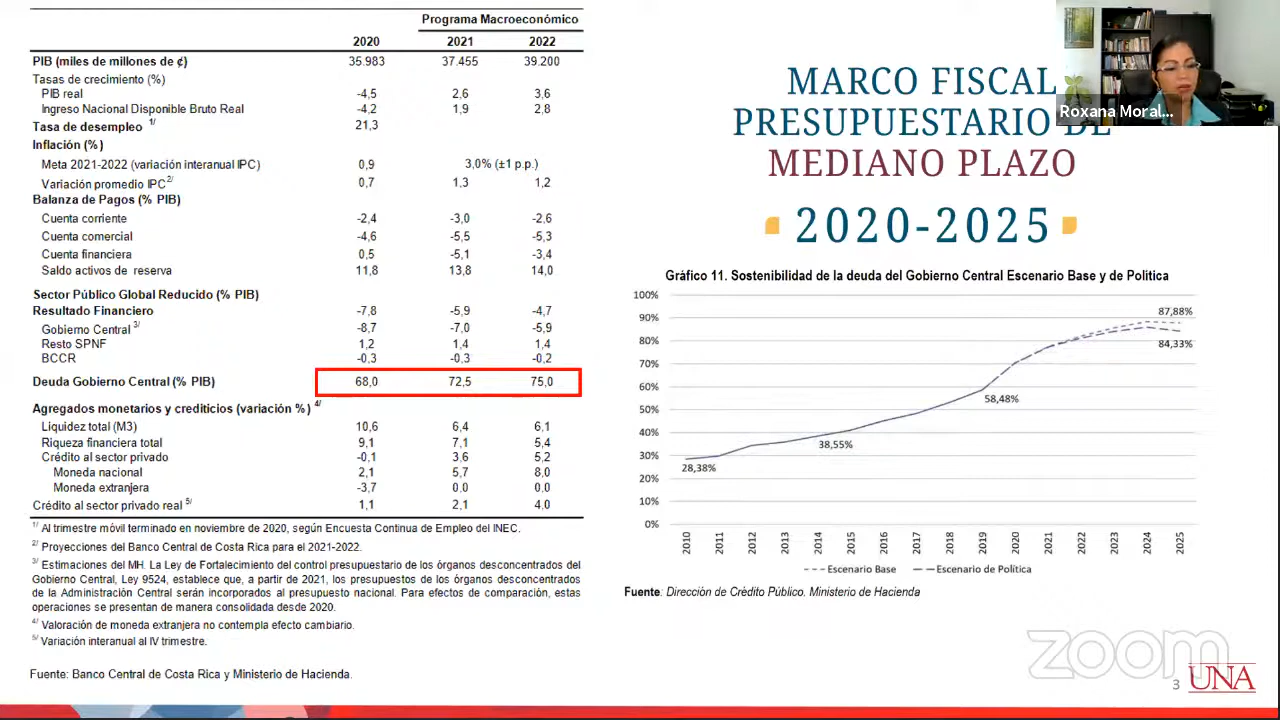 Programa Macroeconómico
2020 2021 2022
PIB (miles de millones de ₡) 35.983 37.455 39.200
Tasas de crecimiento (%)
PIB real -4,5 2,6 3,6
Ingreso Nacional Disponible Bruto Real -4,2 1,9 2,8
Tasa de desempleo 1/ 21,3
Inflación (%)
Meta 2021-2022 (variación interanual IPC) 0,9 3,0% (±1 p.p.)
Variación promedio IPC 2/ 0,7 1,3 1,2
Balanza de Pagos (% PIB)
Cuenta corriente -2,4 -3,0 -2,6
Cuenta comercial -4,6 -5,5 -5,3
Cuenta financiera 0,5 -5,1 -3,4
Saldo activos de reserva 11,8 13,8 14,0
Sector Público Global Reducido (% PIB)
Resultado Financiero -7,8 -5,9 -4,7
Gobierno Central 3/ -8,7 -7,0 -5,9
Resto SPNF 1,2 1,4 1,4
BCCR -0,3 -0,3 -0,2
Deuda Gobierno Central (% PIB) 68,0 72,5 75,0
Agregados monetarios y crediticios (variación %) 4/
Liquidez total (M3) 10,6 6,4 6,1
Riqueza financiera total 9,1 7,1 5,4
Crédito al sector privado -0,1 3,6 5,2
Moneda nacional 2,1 5,7 8,0
Moneda extranjera -3,7 0,0 0,0
Crédito al sector privado real 5/ 1,1 2,1 4,0
1/ Al trimestre móvil terminado en noviembre de 2020, según Encuesta Continua de Empleo del INEC.
2/ Proyecciones del Banco Central de Costa Rica para el 2021-2022.
3/ Estimaciones del MH. La Ley de Fortalecimiento del control presupuestario de los órganos desconcentrados del
Gobierno Central, Ley 9524, establece que, a partir de 2021, los presupuestos de los órganos desconcentrados
de la Administración Central serán incorporados al presupuesto nacional. Para efectos de comparación, estas
operaciones se presentan de manera consolidada desde 2020.
4/ Valoración de moneda extranjera no contempla efecto cambiario.
5/ Variación interanual al IV trimestre.
Fuente: Banco Central de Costa Rica y Ministerio de Hacienda.
MARCO FISCAL
PRESUPUESTARIO DE
MEDIANO PLAZO
2020-2025
Roxana Moral...
Gráfico 11. Sostenibilidad de la deuda del Gobierno Central Escenario Base y de Política
100%
90%
80%
70%
60%
50%
40%
30%
20%
10%
0%
28,38%
38,55%
58,48%
87,88%
84,33%
2010 2011 2012 2013 2014 2015 2016 2017 2018 2019 2020 2021 2022 2023 2024 2025
Escenario Base Escenario de Política
Fuente: Dirección de Crédito Público. Ministerio de Hacienda
zoom
3 UNA